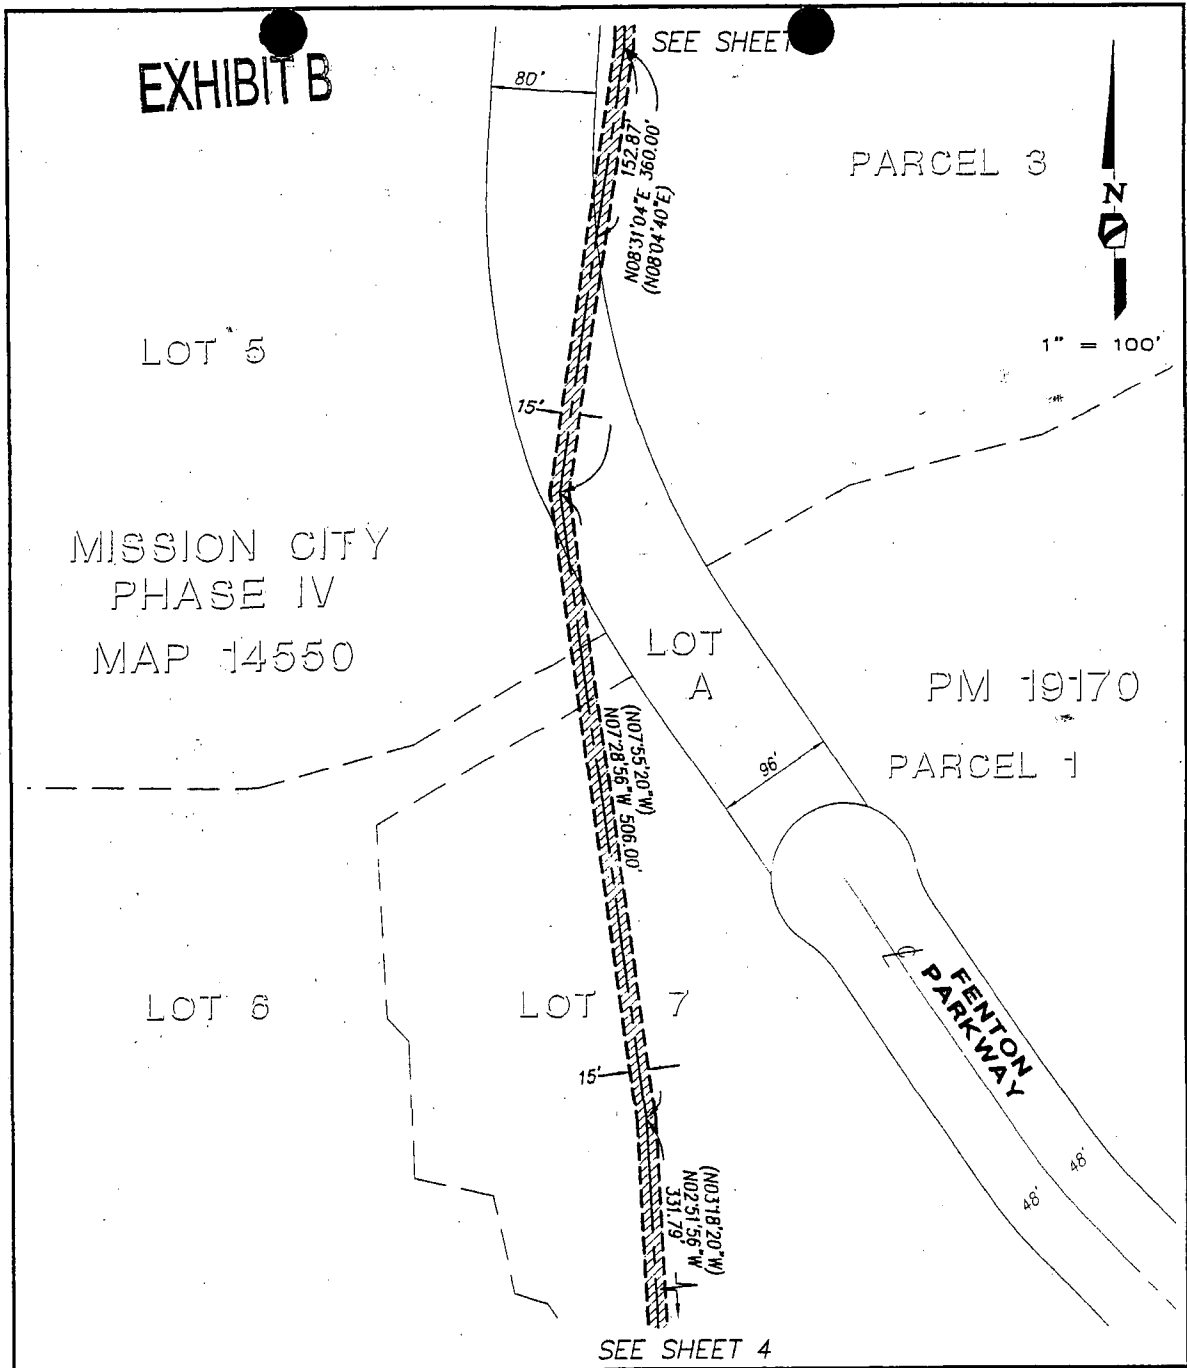 SEE SHEET
EXHIBIT B
80'
152.87'
360.00'
N08°31'04"E
(N08°04'40"E)
PARCEL 3
N
1" = 100'
LOT 5
15'
MISSION CITY
PHASE IV
MAP 14550
LOT
A
PM 19170
PARCEL 1
96'
(N07°55'20"W)
N07°28'56"W 506.00'
LOT 6
LOT 7
FENTON
PARKWAY
15'
48'
48'
(N03°18'20"W)
N02°51'56"W
331.79'
SEE SHEET 4